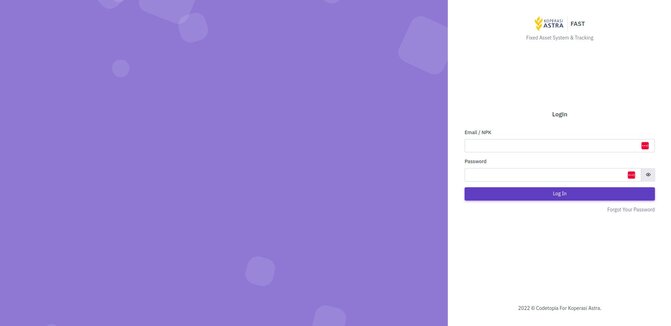 KOPERASI
ASTRA
FAST
Fixed Asset System & Tracking
Login
Email / NPK
Password
Log In
Forgot Your Password
2022 © Codetopia For Koperasi Astra.